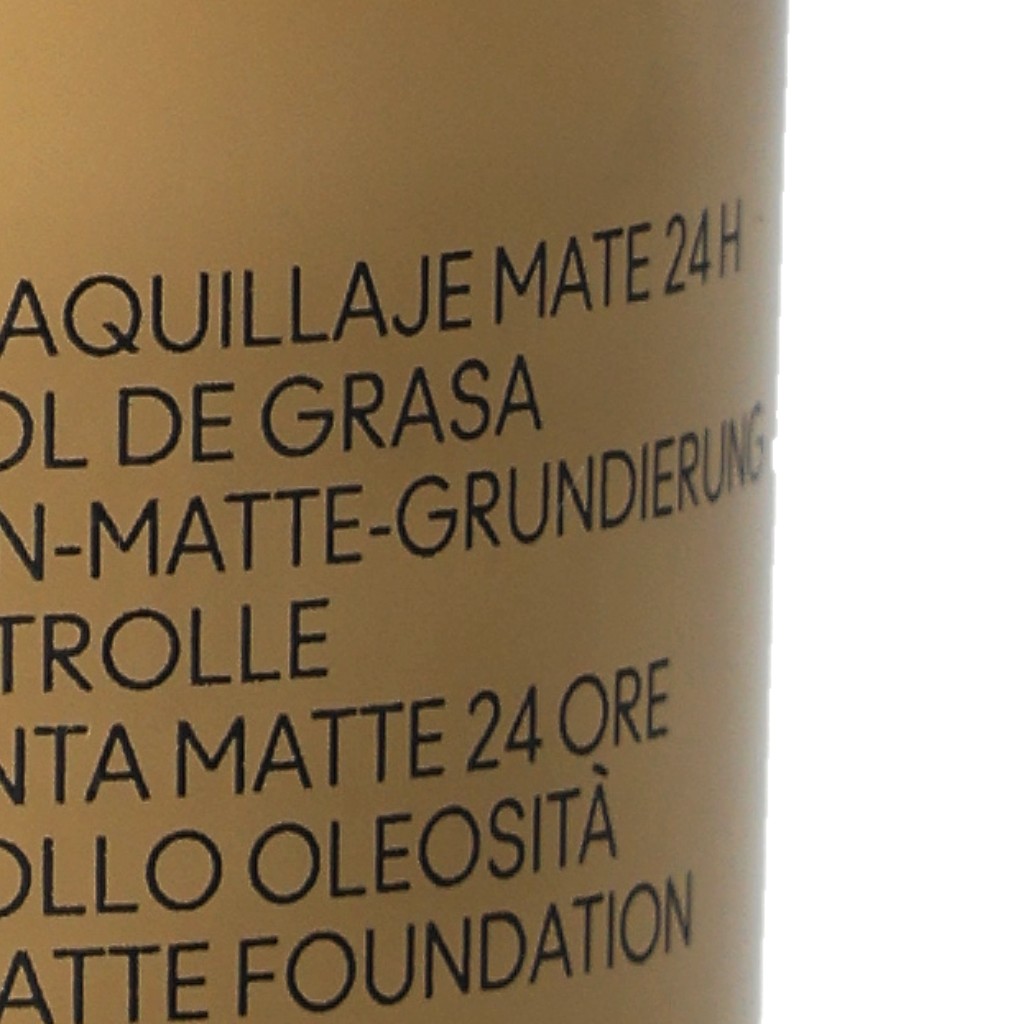 AQUILLAJE MATE 24H
OL DE GRASA
N-MATTE-GRUNDIERUNG
TROLLE
NTA MATTE 24 ORE
OLLO OLEOSITÀ
ATTE FOUNDATION